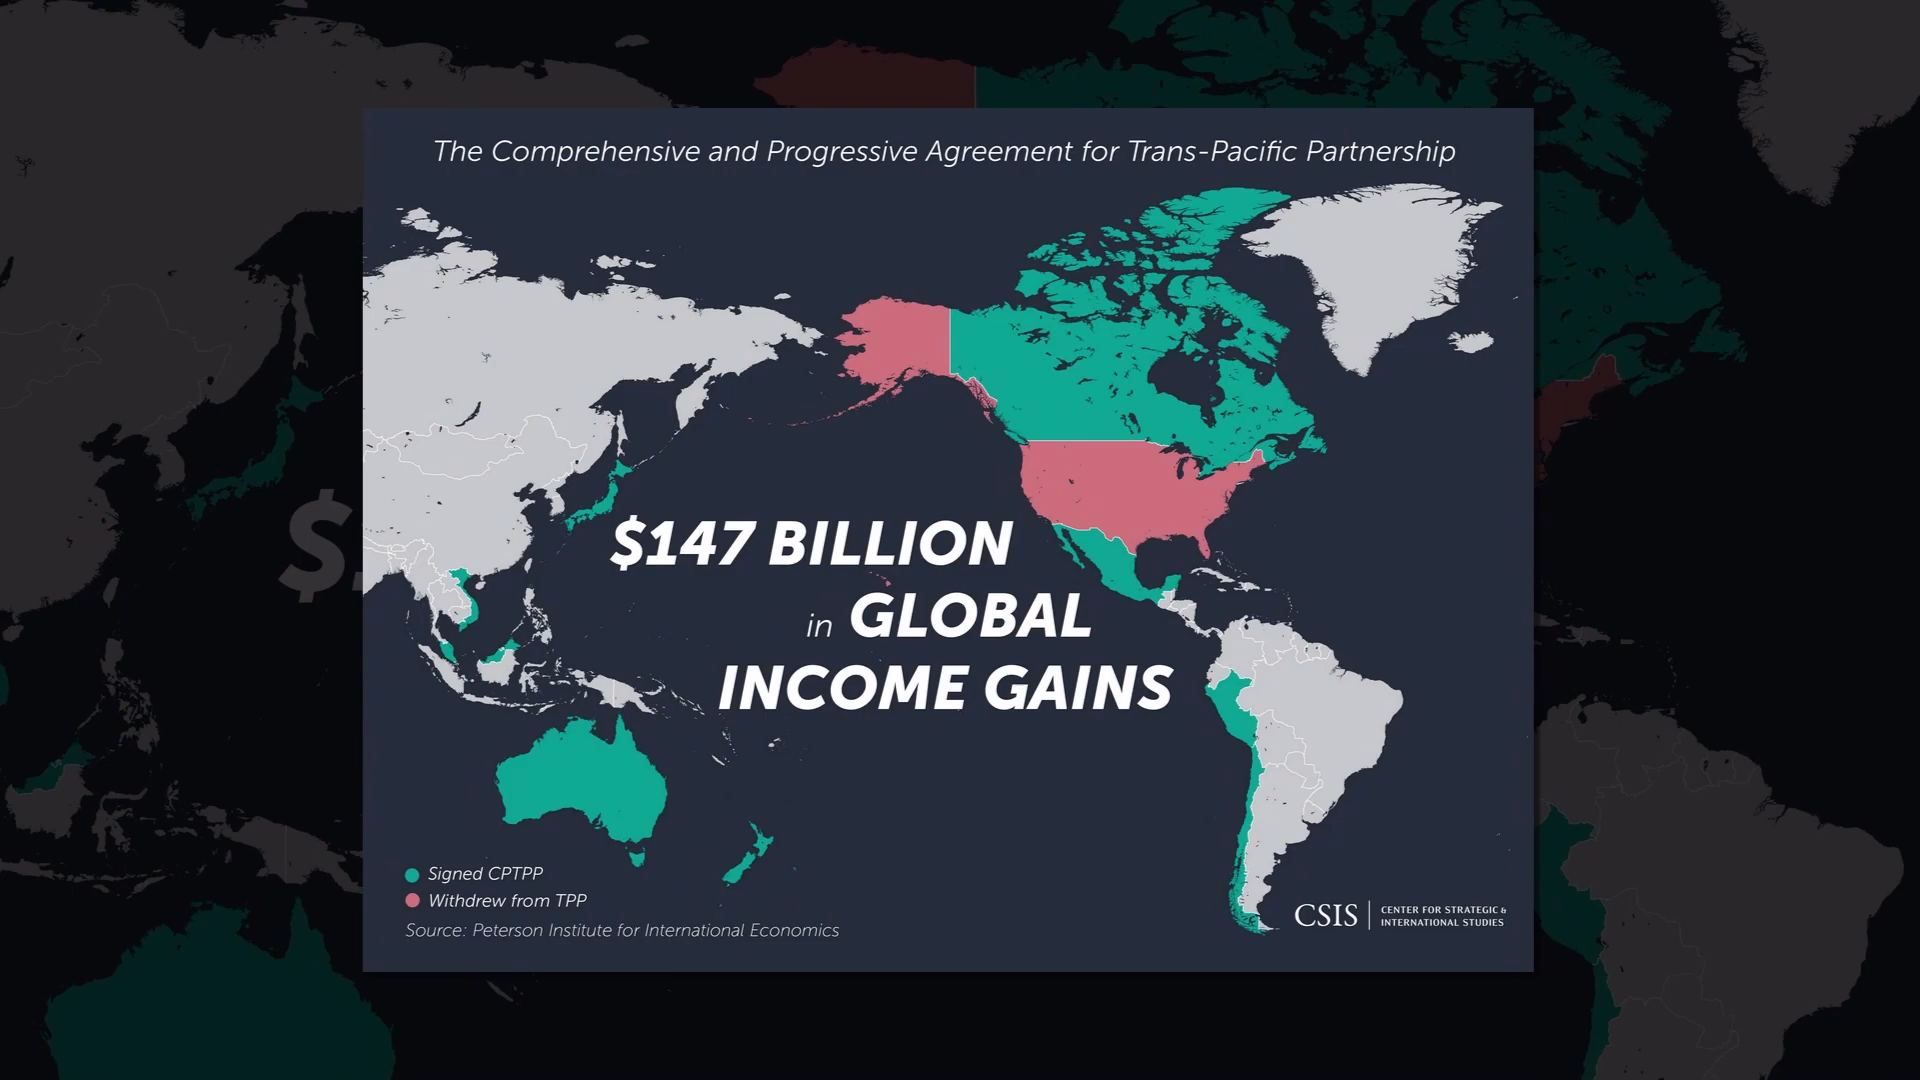 The Comprehensive and Progressive Agreement for Trans-Pacific Partnership
$147 BILLION
in GLOBAL
INCOME GAINS
Signed CPTPP
Withdrew from TPP
Source: Peterson Institute for International Economics
CSIS
CENTER FOR STRATEGIC &
INTERNATIONAL STUDIES
$